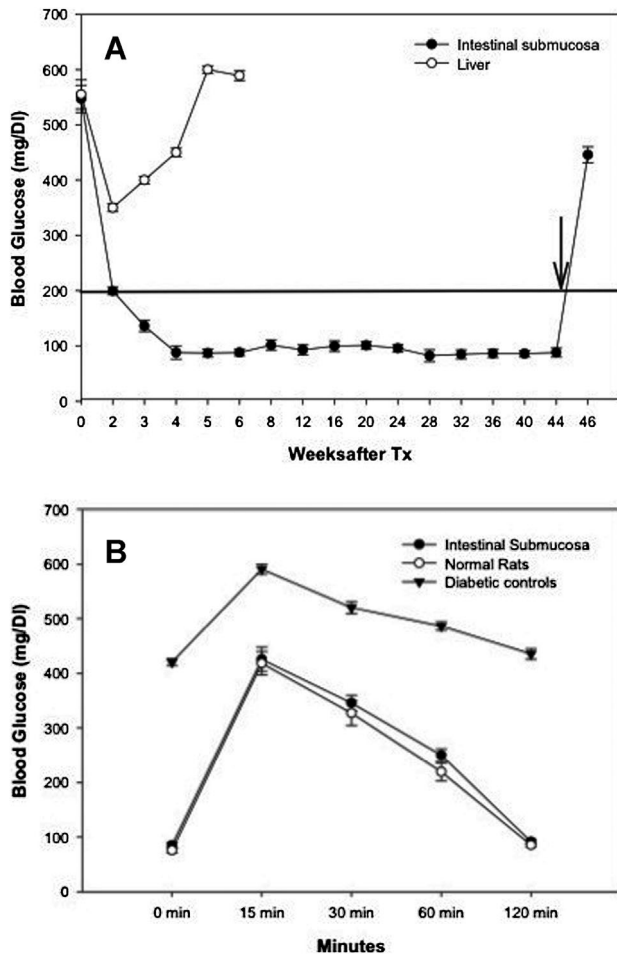 A
Intestinal submucosa
Liver
Blood Glucose (mg/Dl)
700
600
500
400
300
200
100
0
0 2 3 4 5 6 8 12 16 20 24 28 32 36 40 44 46
Weeksafter Tx
B
Intestinal Submucosa
Normal Rats
Diabetic controls
Blood Glucose (mg/Dl)
700
600
500
400
300
200
100
0
0 min 15 min 30 min 60 min 120 min
Minutes